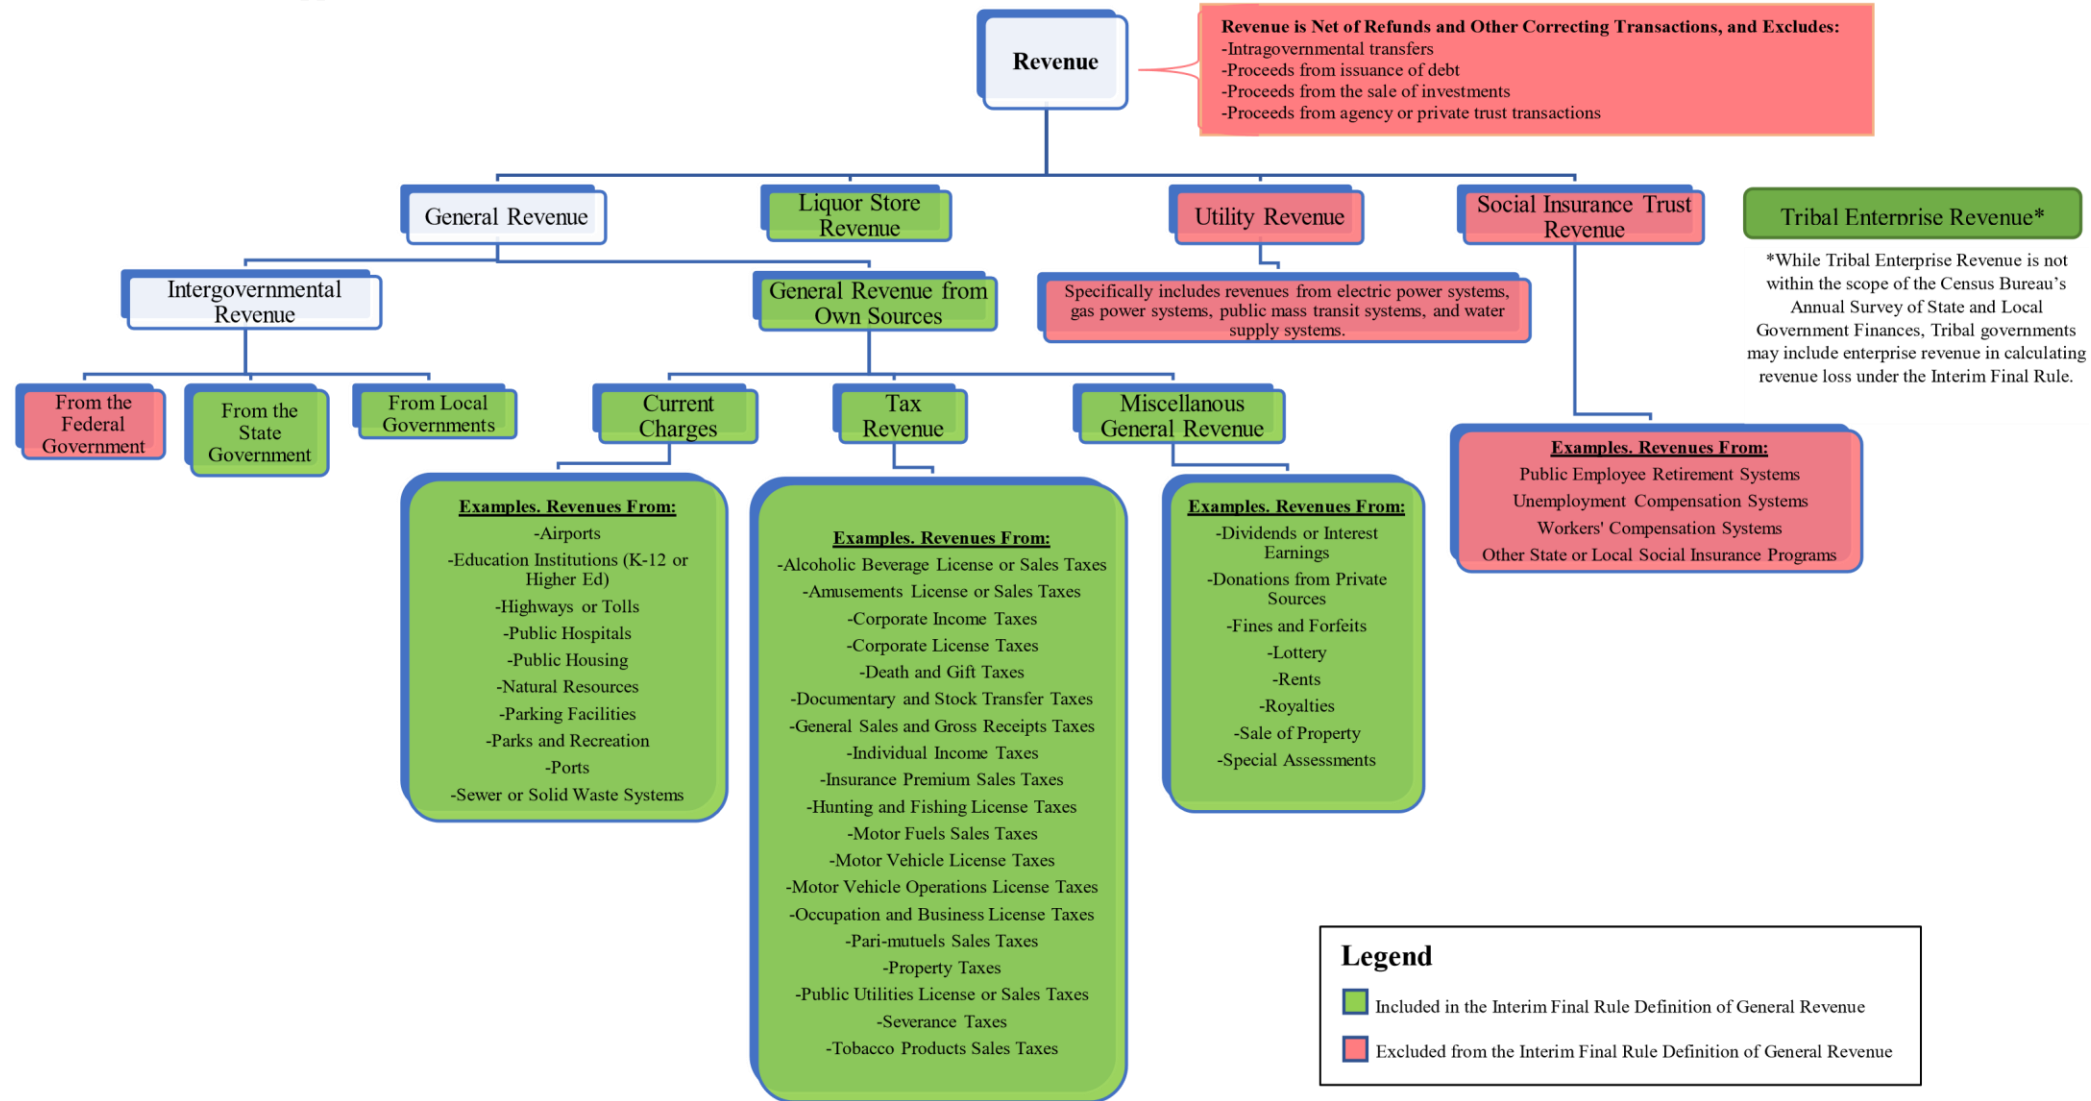 Revenue
Revenue is Net of Refunds and Other Correcting Transactions, and Excludes:
-Intragovernmental transfers
-Proceeds from issuance of debt
-Proceeds from the sale of investments
-Proceeds from agency or private trust transactions
General Revenue
Liquor Store
Revenue
Utility Revenue
Social Insurance Trust
Revenue
Tribal Enterprise Revenue*
*While Tribal Enterprise Revenue is not
within the scope of the Census Bureau's
Annual Survey of State and Local
Government Finances, Tribal governments
may include enterprise revenue in calculating
revenue loss under the Interim Final Rule.
Intergovernmental
Revenue
General Revenue from
Own Sources
Specifically includes revenues from electric power systems,
gas power systems, public mass transit systems, and water
supply systems.
From the
Federal
Government
From the
State
Government
From Local
Governments
Current
Charges
Tax
Revenue
Miscellanous
General Revenue
Examples. Revenues From:
-Airports
-Education Institutions (K-12 or
Higher Ed)
-Highways or Tolls
-Public Hospitals
-Public Housing
-Natural Resources
-Parking Facilities
-Parks and Recreation
-Ports
-Sewer or Solid Waste Systems
Examples. Revenues From:
-Alcoholic Beverage License or Sales Taxes
-Amusements License or Sales Taxes
-Corporate Income Taxes
-Corporate License Taxes
-Death and Gift Taxes
-Documentary and Stock Transfer Taxes
-General Sales and Gross Receipts Taxes
-Individual Income Taxes
-Insurance Premium Sales Taxes
-Hunting and Fishing License Taxes
-Motor Fuels Sales Taxes
-Motor Vehicle License Taxes
-Motor Vehicle Operations License Taxes
-Occupation and Business License Taxes
-Pari-mutuels Sales Taxes
-Property Taxes
-Public Utilities License or Sales Taxes
-Severance Taxes
-Tobacco Products Sales Taxes
Examples. Revenues From:
-Dividends or Interest
Earnings
-Donations from Private
Sources
-Fines and Forfeits
-Lottery
-Rents
-Royalties
-Sale of Property
-Special Assessments
Examples. Revenues From:
Public Employee Retirement Systems
Unemployment Compensation Systems
Workers' Compensation Systems
Other State or Local Social Insurance Programs
Legend
Included in the Interim Final Rule Definition of General Revenue
Excluded from the Interim Final Rule Definition of General Revenue